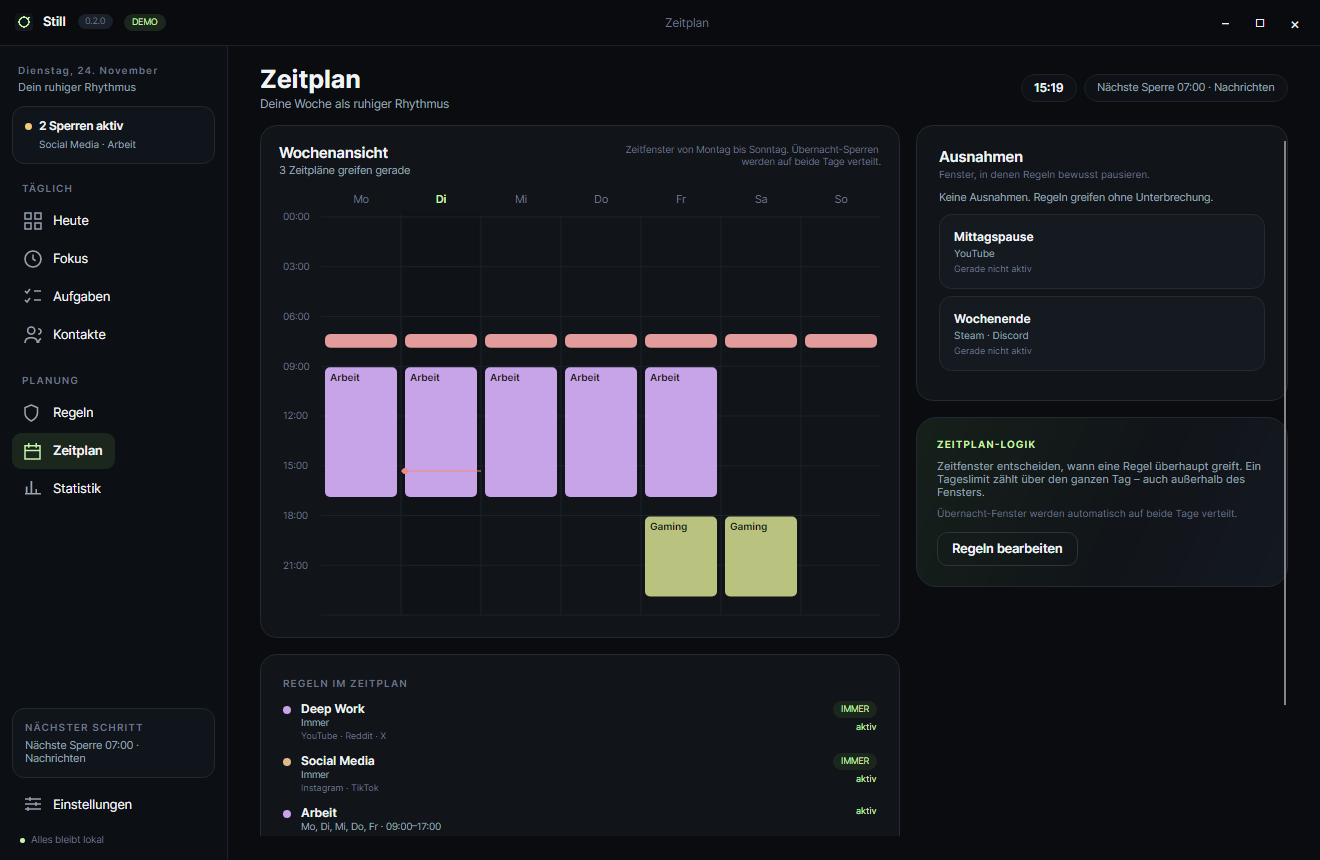 Still 0.2.0 DEMO
Zeitplan
Dienstag, 24. November
Dein ruhiger Rhythmus
2 Sperren aktiv
Social Media · Arbeit
TÄGLICH
Heute
Fokus
Aufgaben
Kontakte
PLANUNG
Regeln
Zeitplan
Statistik
NÄCHSTER SCHRITT
Nächste Sperre 07:00 ·
Nachrichten
Einstellungen
Alles bleibt lokal
Zeitplan
Deine Woche als ruhiger Rhythmus
15:19
Nächste Sperre 07:00 · Nachrichten
Wochenansicht
3 Zeitpläne greifen gerade
Zeitfenster von Montag bis Sonntag. Übernacht-Sperren
werden auf beide Tage verteilt.
Mo Di Mi Do Fr Sa So
00:00
03:00
06:00
09:00
Arbeit Arbeit Arbeit Arbeit Arbeit
12:00
15:00
18:00
Gaming Gaming
21:00
REGELN IM ZEITPLAN
Deep Work
Immer
YouTube · Reddit · X
IMMER
aktiv
Social Media
Immer
Instagram · TikTok
IMMER
aktiv
Arbeit
Mo, Di, Mi, Do, Fr · 09:00–17:00
aktiv
Ausnahmen
Fenster, in denen Regeln bewusst pausieren.
Keine Ausnahmen. Regeln greifen ohne Unterbrechung.
Mittagspause
YouTube
Gerade nicht aktiv
Wochenende
Steam · Discord
Gerade nicht aktiv
ZEITPLAN-LOGIK
Zeitfenster entscheiden, wann eine Regel überhaupt greift. Ein
Tageslimit zählt über den ganzen Tag – auch außerhalb des
Fensters.
Übernacht-Fenster werden automatisch auf beide Tage verteilt.
Regeln bearbeiten